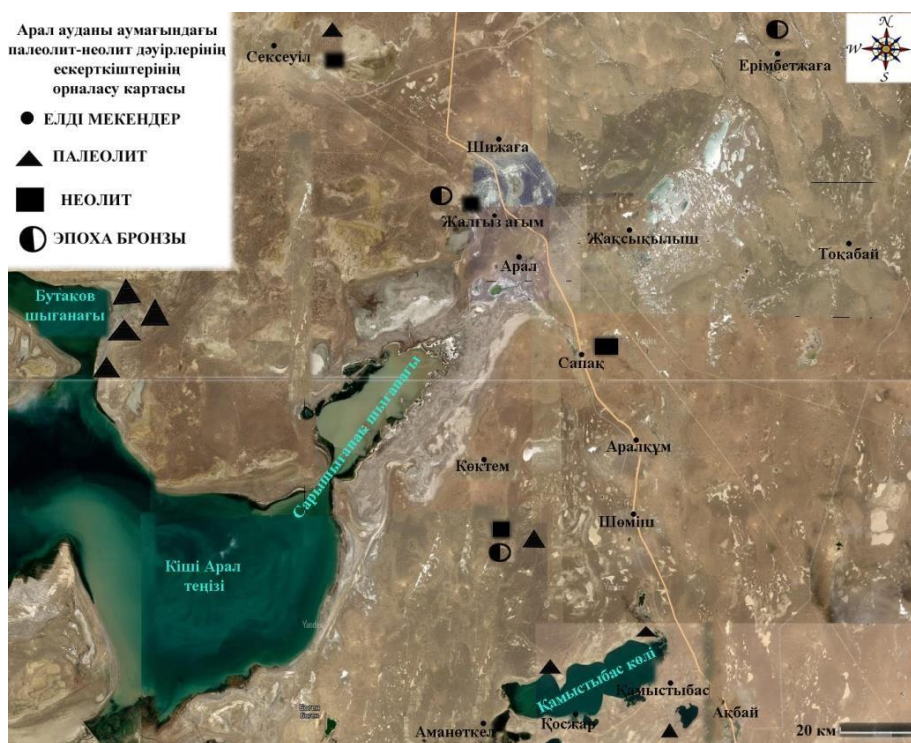 Арал ауданы аумағындағы
палеолит-неолит дәуірлерінің
ескерткіштерінің
орналасу картасы
ЕЛДІ МЕКЕНДЕР
ПАЛЕОЛИТ
НЕОЛИТ
ЭПОХА БРОНЗЫ
N
W
S
Сексеуіл
Ерімбетжаға
Шижаға
Жалғыз ағым
Жақсықылыш
Тоқабай
Арал
Бутаков
шығанағы
Сапақ
Сарышығанақ шығанағы
Аралқұм
Көктем
Шөміш
Кіші Арал
теңізі
Yandex
Қамыстыбас көлі
Қамыстыбас
Ақбай
Қосжар
Аманөткел
20 км